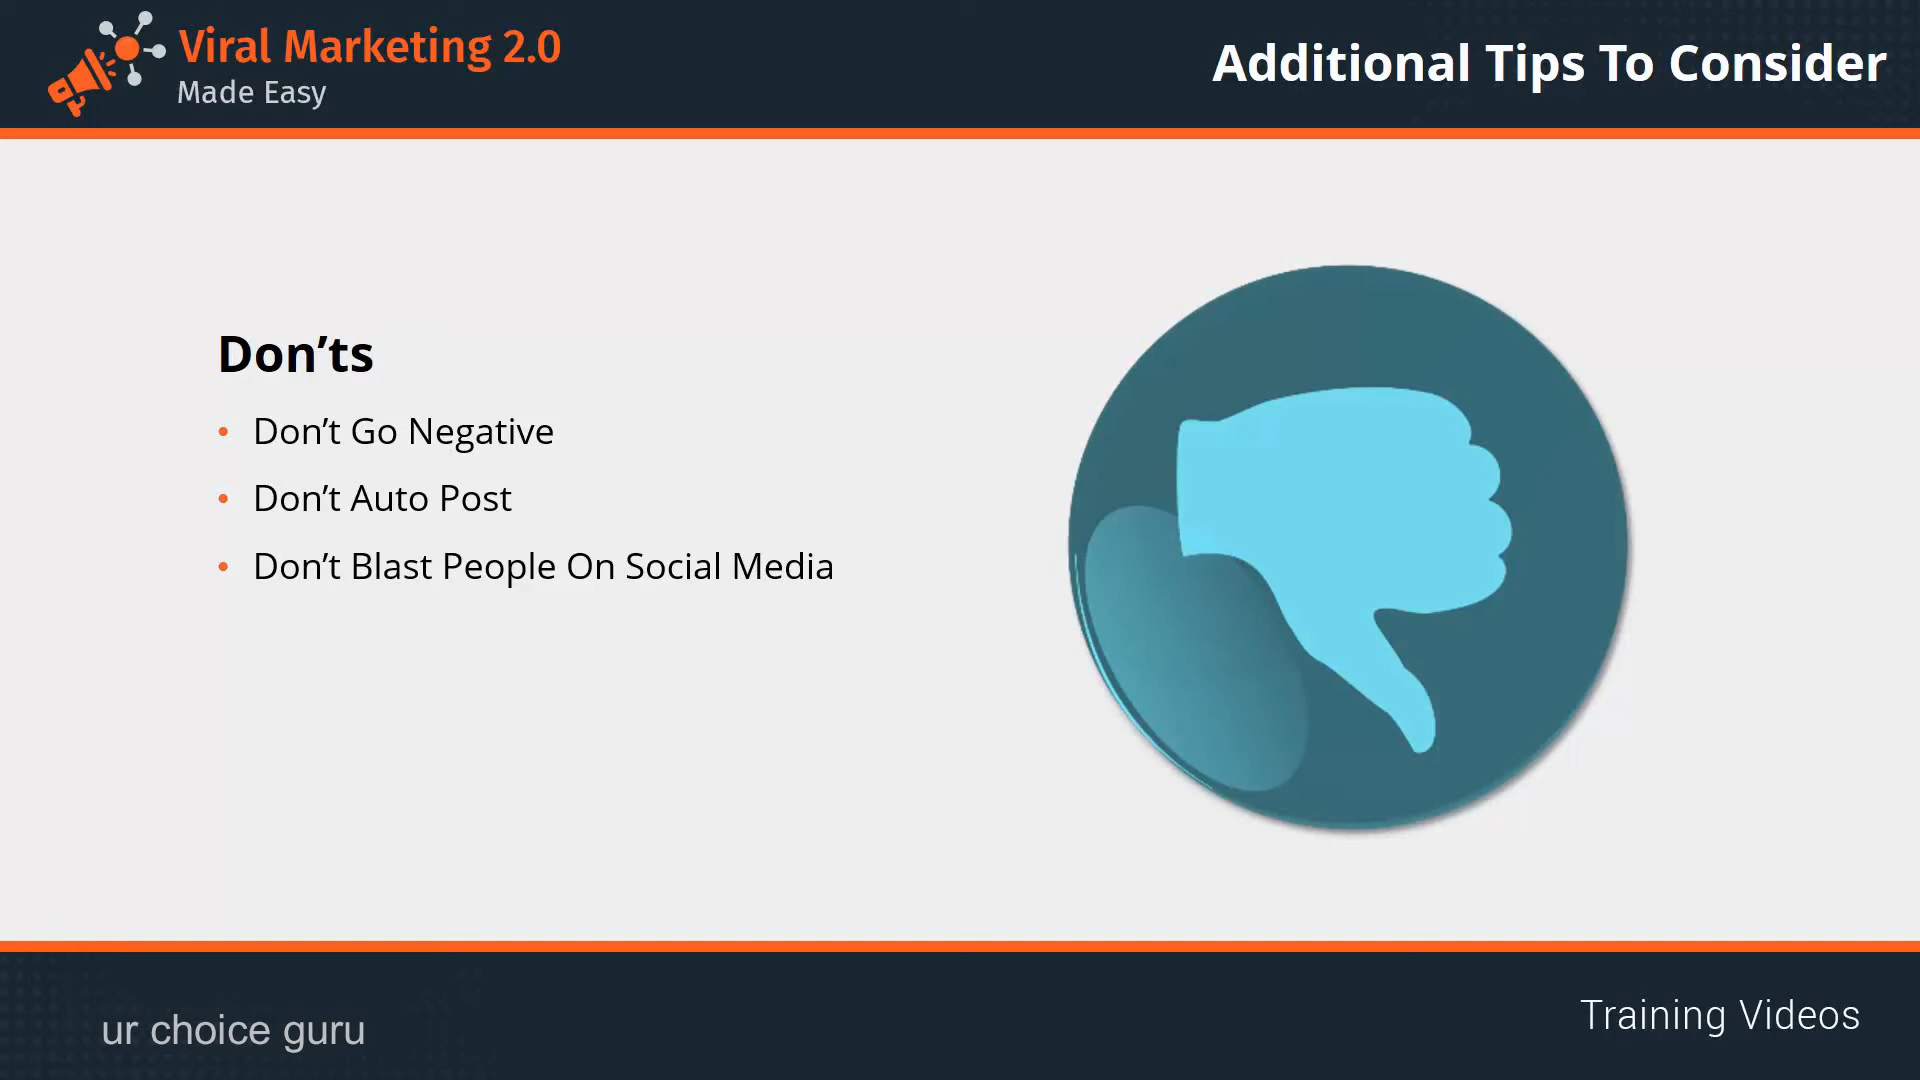 Viral Marketing 2.0
Made Easy
Additional Tips To Consider
Don’ts
• Don’t Go Negative
• Don’t Auto Post
• Don’t Blast People On Social Media
ur choice guru
Training Videos